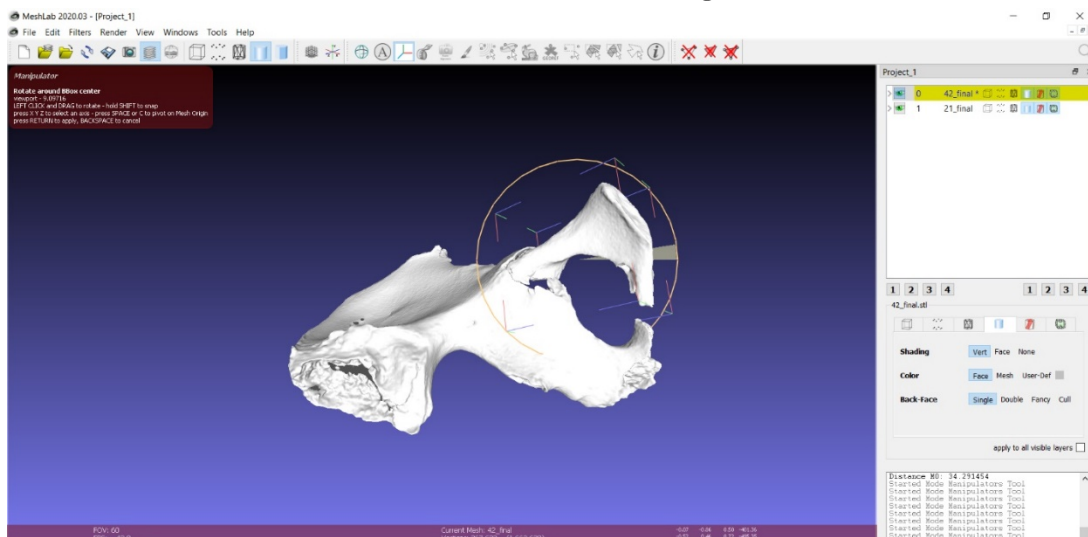 MeshLab 2020.03 - [Project_1]
File Edit Filters Render View Windows Tools Help
Manipulator
Rotate around BBox center
viewport - 9.09716
LEFT CLICK and DRAG to rotate - hold SHIFT to snap
press X Y Z to select an axis - press SPACE or C to pivot on Mesh Origin
press RETURN to apply, BACKSPACE to cancel
Project_1
0 42_final *
1 21_final
1 2 3 4 1 2 3 4
42_final.stl
Shading Vert Face None
Color Face Mesh User-Def
Back-Face Single Double Fancy Cull
apply to all visible layers
Distance M0: 34.291454
Started Mode Manipulators Tool
Started Mode Manipulators Tool
Started Mode Manipulators Tool
Started Mode Manipulators Tool
Started Mode Manipulators Tool
Started Mode Manipulators Tool
Started Mode Manipulators Tool
FOV: 60
Current Mesh: 42_final